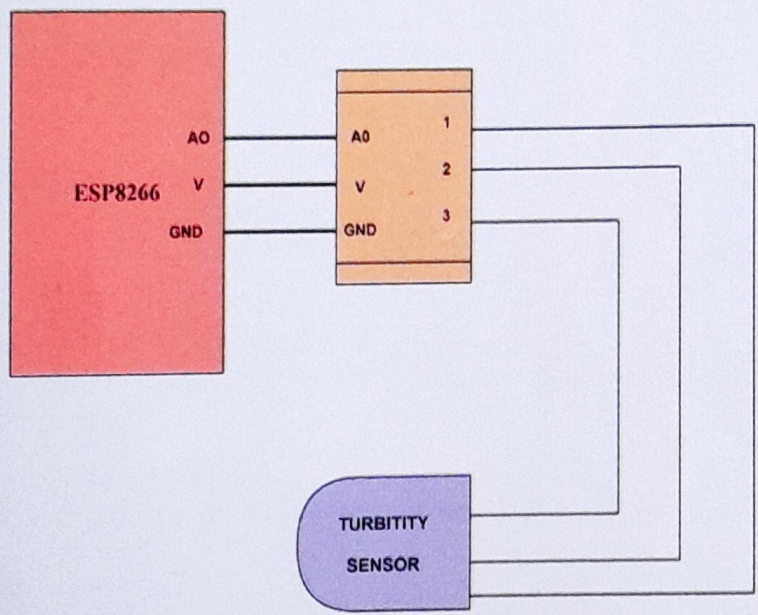 ESP8266
AO
V
GND
A0
V
GND
1
2
3
TURBITITY
SENSOR